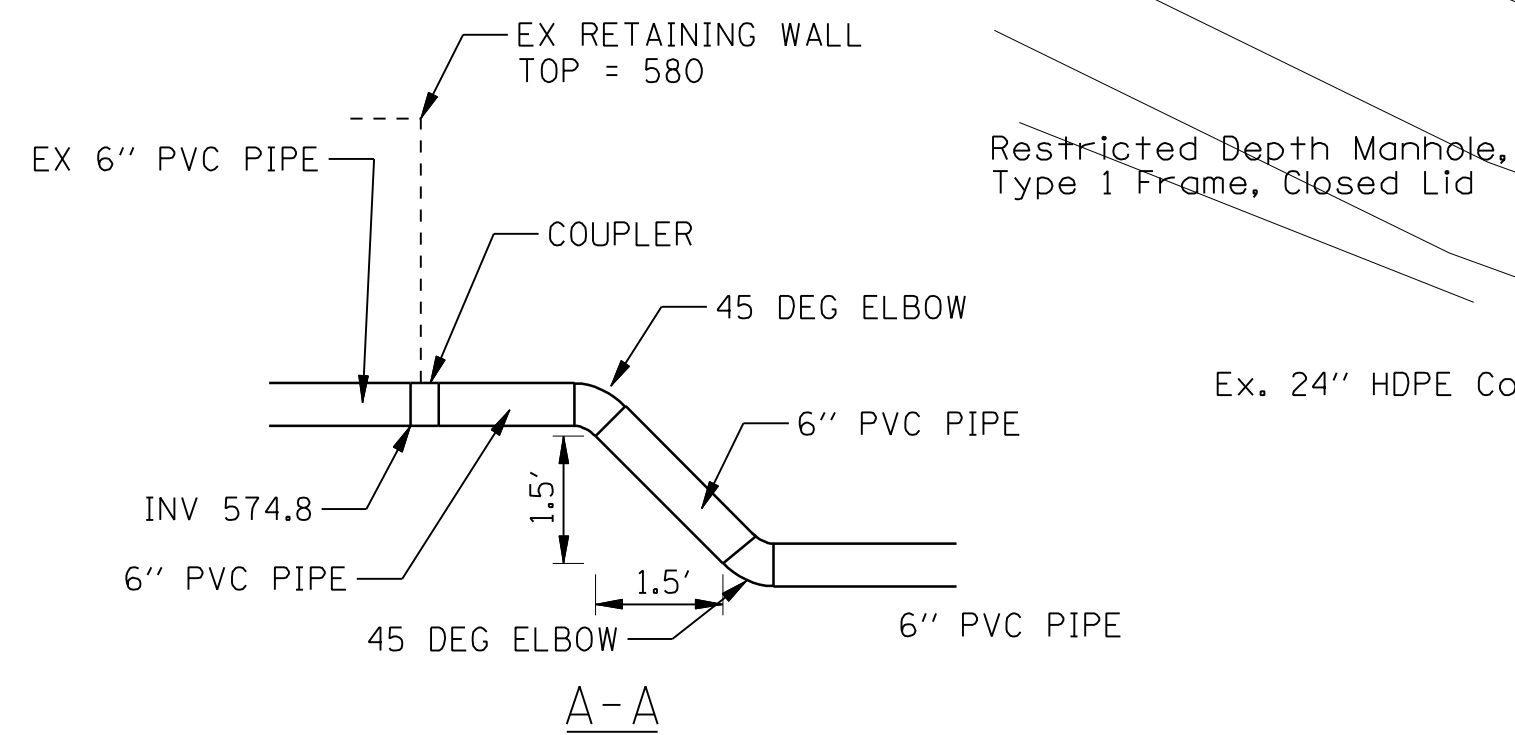 EX RETAINING WALL
TOP = 580
EX 6'' PVC PIPE
Restricted Depth Manhole,
Type 1 Frame, Closed Lid
COUPLER
45 DEG ELBOW
Ex. 24'' HDPE Co
6'' PVC PIPE
1.5'
INV 574.8
6'' PVC PIPE
1.5'
45 DEG ELBOW
6'' PVC PIPE
A-A